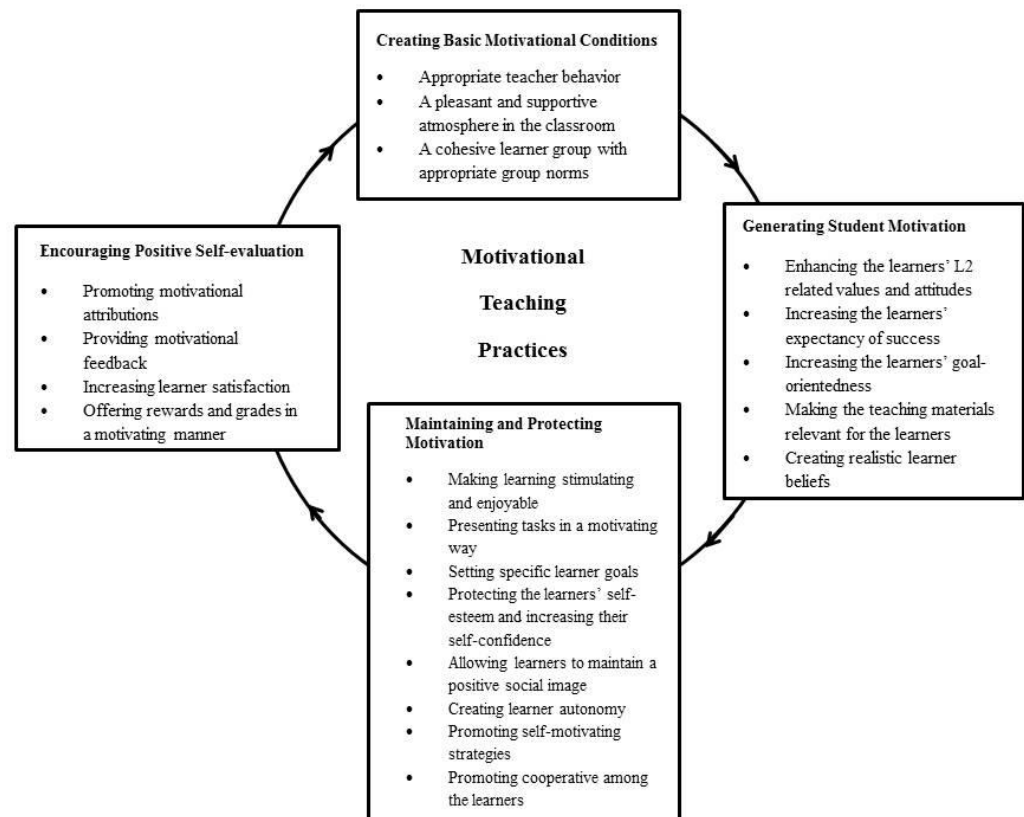 Creating Basic Motivational Conditions
• Appropriate teacher behavior
• A pleasant and supportive
atmosphere in the classroom
• A cohesive learner group with
appropriate group norms
Generating Student Motivation
• Enhancing the learners’ L2
related values and attitudes
• Increasing the learners’
expectancy of success
• Increasing the learners’ goal-
orientedness
• Making the teaching materials
relevant for the learners
• Creating realistic learner
beliefs
Maintaining and Protecting
Motivation
• Making learning stimulating
and enjoyable
• Presenting tasks in a motivating
way
• Setting specific learner goals
• Protecting the learners’ self-
esteem and increasing their
self-confidence
• Allowing learners to maintain a
positive social image
• Creating learner autonomy
• Promoting self-motivating
strategies
• Promoting cooperative among
the learners
Encouraging Positive Self-evaluation
• Promoting motivational
attributions
• Providing motivational
feedback
• Increasing learner satisfaction
• Offering rewards and grades in
a motivating manner
Motivational
Teaching
Practices